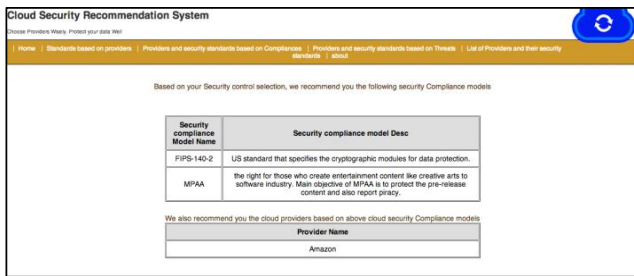 Cloud Security Recommendation System
Choose Providers Wisely. Protect your data Well
| Home | Standards based on providers | Providers and security standards based on Compliances | Providers and security standards based on Threats | List of Providers and their security
standards | about
Based on your Security control selection, we recommend you the following security Compliance models
Security compliance Model Name
Security compliance model Desc
FIPS-140-2
US standard that specifies the cryptographic modules for data protection.
MPAA
the right for those who create entertainment content like creative arts to
software industry. Main objective of MPAA is to protect the pre-release
content and also report piracy.
We also recommend you the cloud providers based on above cloud security Compliance models
Provider Name
Amazon